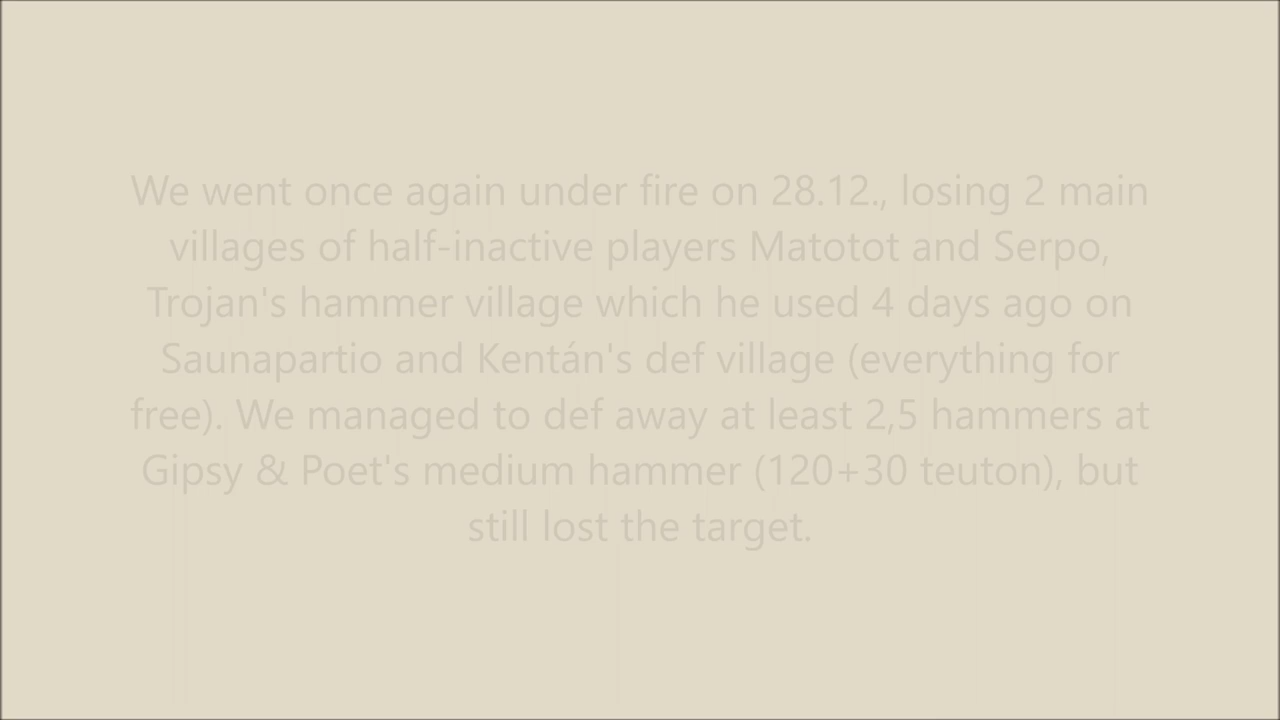 We went once again under fire on 28.12., losing 2 main
villages of half-inactive players Matotot and Serpo,
Trojan's hammer village which he used 4 days ago on
Saunapartio and Kentán's def village (everything for
free). We managed to def away at least 2,5 hammers at
Gipsy & Poet's medium hammer (120+30 teuton), but
still lost the target.